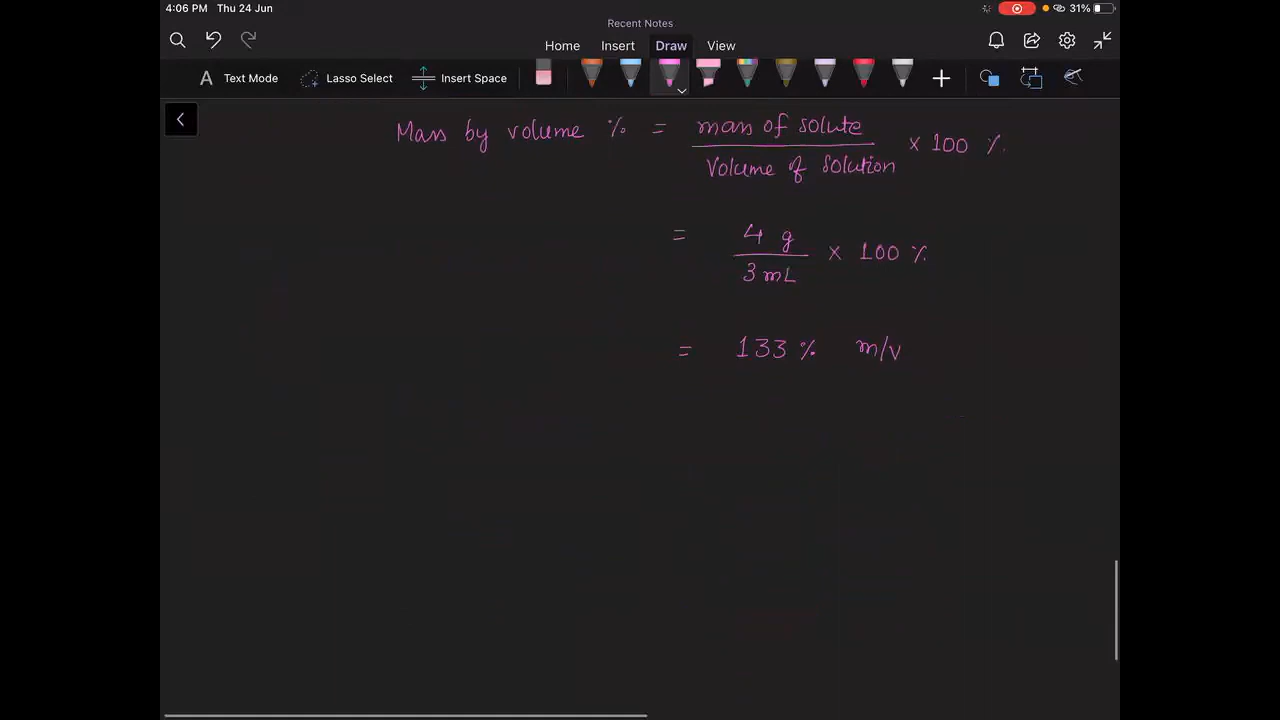 4:06 PM Thu 24 Jun 31%
Recent Notes
Home Insert Draw View
A Text Mode Lasso Select Insert Space
Mass by volume % = mass of solute / Volume of solution × 100 %
= 4 g / 3 mL × 100 %
= 133 % m/v